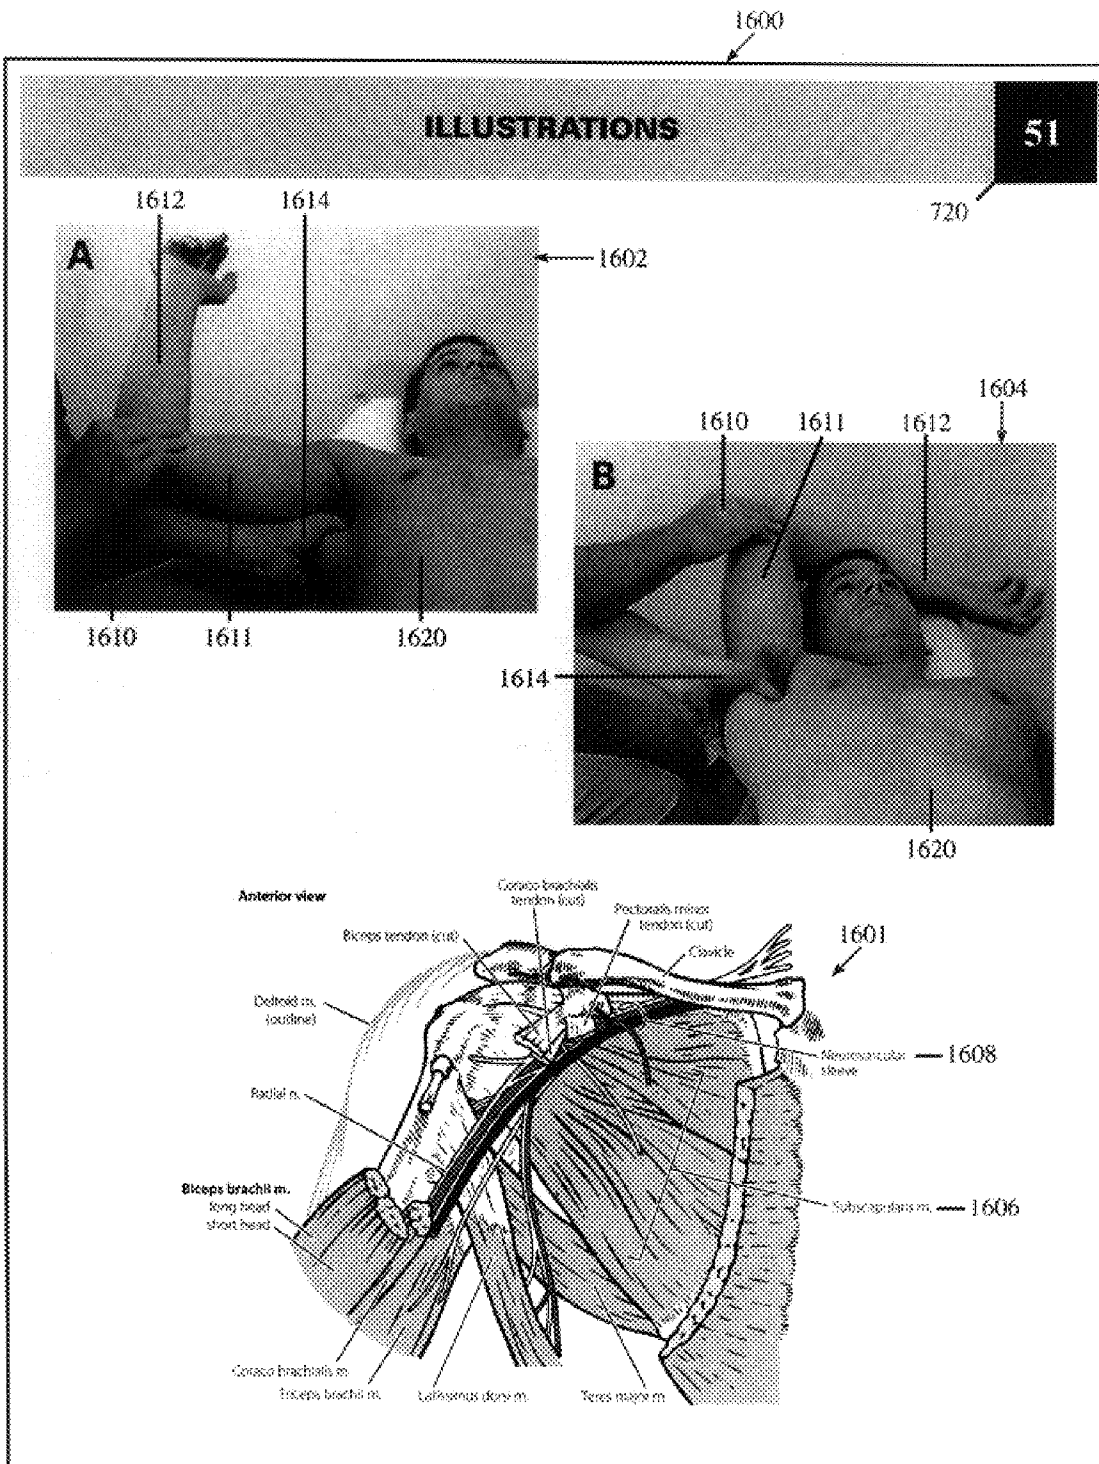 1600
ILLUSTRATIONS
51
720
1612
1614
A
1602
1610
1611
1620
1604
1610
1611
1612
B
1614
1620
Anterior view
Coraco brachialis
tendon (cut)
Pectoralis minor
tendon (cut)
Biceps tendon (cut)
Clavicle
1601
Deltoid m.
(outline)
Neurovascular
sleeve
1608
Radial n.
Biceps brachii m.
long head
short head
Subscapularis m.
1606
Coraco brachialis m.
Triceps brachii m.
Latissimus dorsi m.
Teres major m.